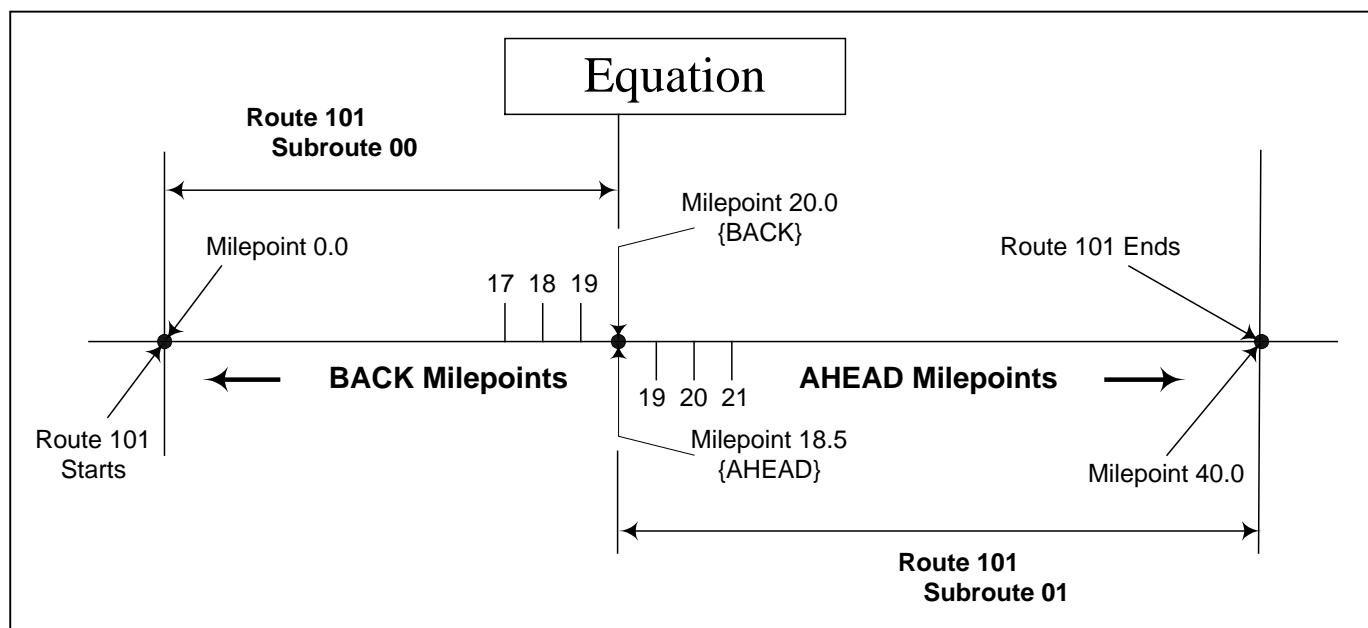 Equation
Route 101
Subroute 00
Milepoint 20.0
{BACK}
Milepoint 0.0
Route 101 Ends
17 18 19
BACK Milepoints
AHEAD Milepoints
19 20 21
Route 101
Starts
Milepoint 18.5
{AHEAD}
Milepoint 40.0
Route 101
Subroute 01